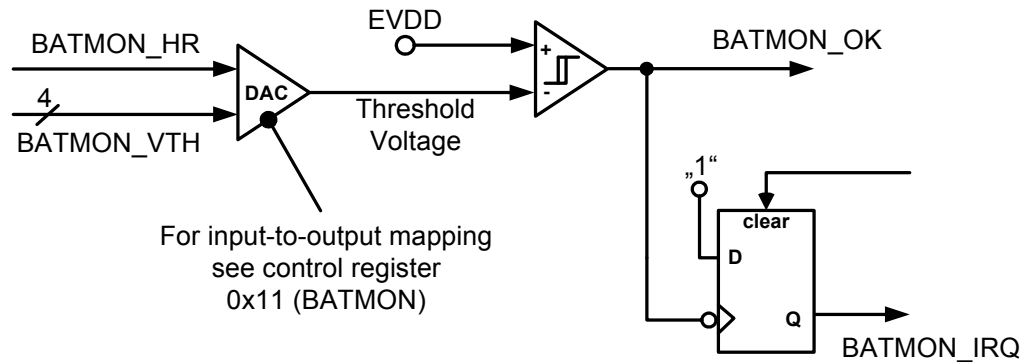 EVDD
BATMON_HR
BATMON_OK
+
DAC
-
4
Threshold
Voltage
BATMON_VTH
„1“
clear
For input-to-output mapping
see control register
0x11 (BATMON)
D
Q
BATMON_IRQ